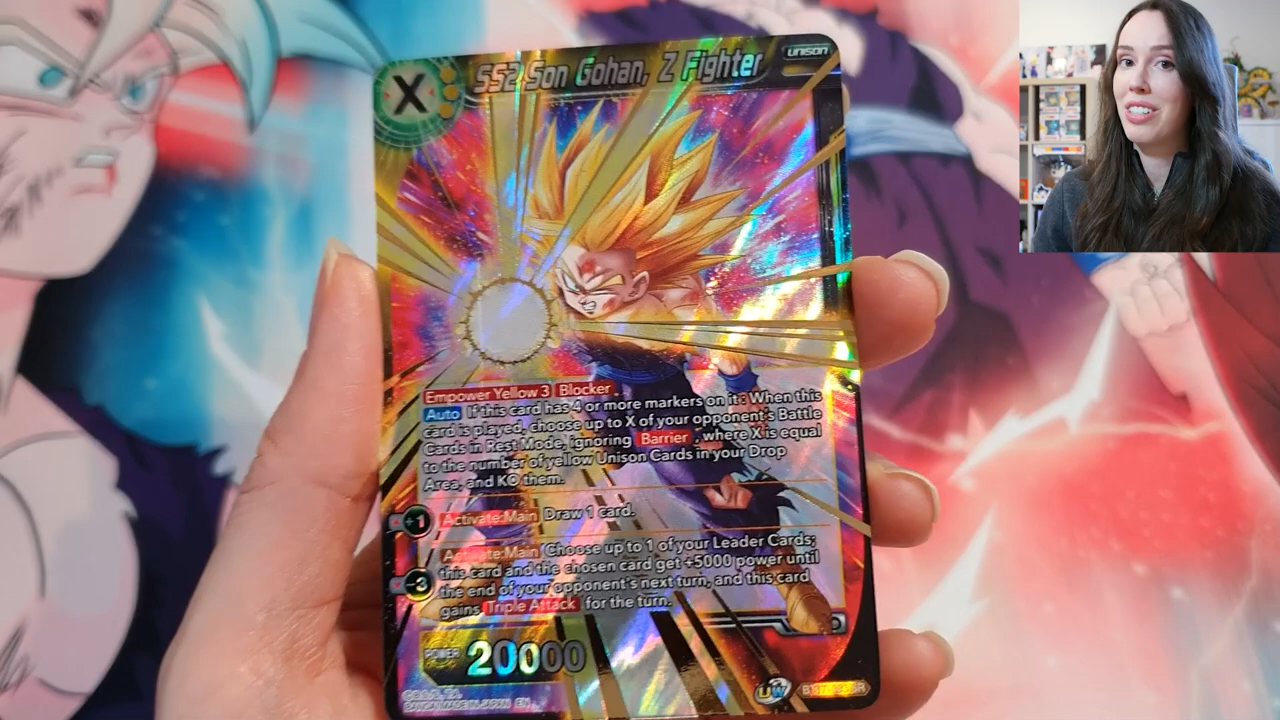 X
SS2 Son Gohan, Z Fighter
UNISON
Empower Yellow 3 Blocker
Auto If this card has 4 or more markers on it : When this
card is played, choose up to X of your opponent's Battle
Cards in Rest Mode, ignoring Barrier , where X is equal
to the number of yellow Unison Cards in your Drop
Area, and KO them.
+1 Activate:Main Draw 1 card.
Activate:Main Choose up to 1 of your Leader Cards;
-3 this card and the chosen card get +5000 power until
the end of your opponent's next turn, and this card
gains Triple Attack for the turn.
POWER 20000
UW
BANDAI MADE IN JAPAN EN